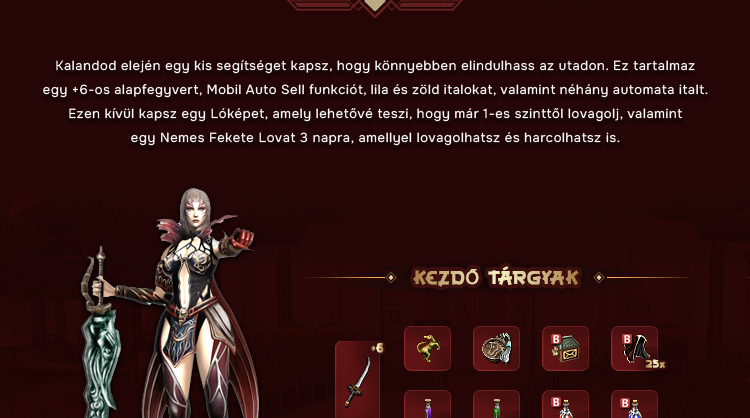 Kalandod elején egy kis segítséget kapsz, hogy könnyebben elindulhass az utadon. Ez tartalmaz
egy +6-os alapfegyvert, Mobil Auto Sell funkciót, lila és zöld italokat, valamint néhány automata italt.
Ezen kívül kapsz egy Lóképet, amely lehetővé teszi, hogy már 1-es szinttől lovagolj, valamint
egy Nemes Fekete Lovat 3 napra, amellyel lovagolhatsz és harcolhatsz is.
KEZDŐ TÁRGYAK
+6
B
B
25x
B
B